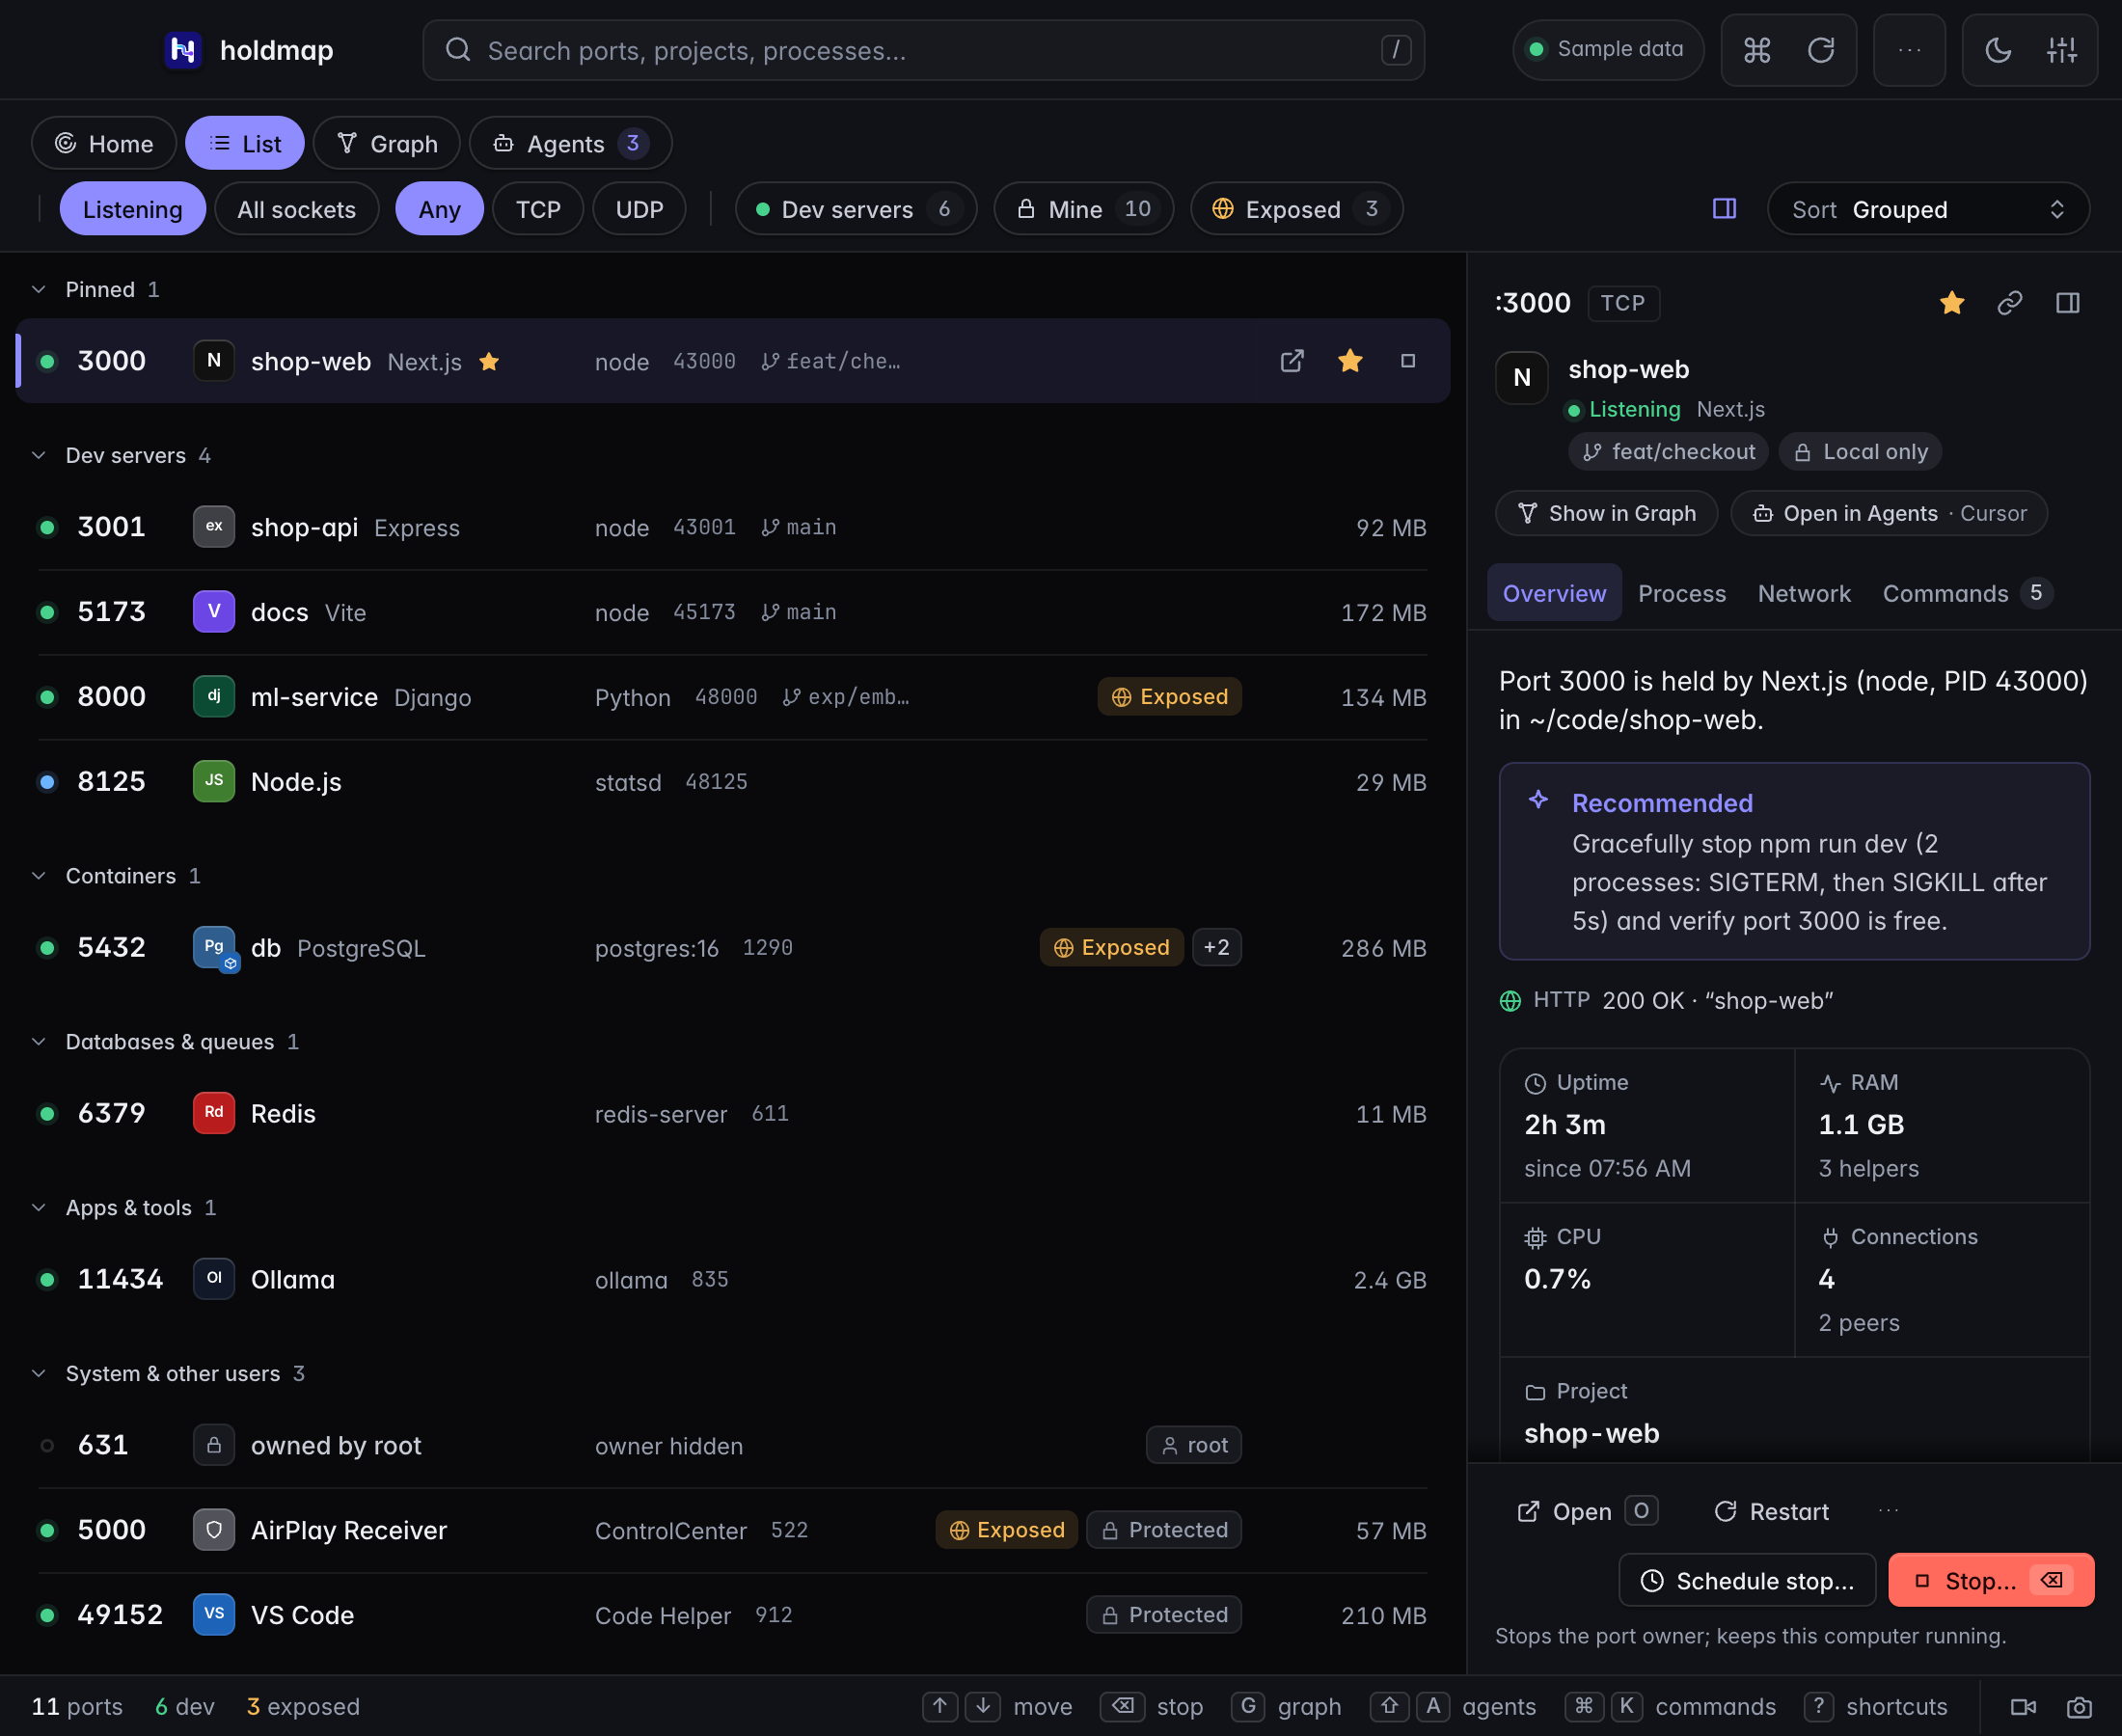 holdmap
Search ports, projects, processes... /
Sample data
Home List Graph Agents 3
Listening All sockets Any TCP UDP Dev servers 6 Mine 10 Exposed 3 Sort Grouped
Pinned 1
3000 N shop-web Next.js node 43000 feat/che...
Dev servers 4
3001 ex shop-api Express node 43001 main 92 MB
5173 V docs Vite node 45173 main 172 MB
8000 dj ml-service Django Python 48000 exp/emb... Exposed 134 MB
8125 JS Node.js statsd 48125 29 MB
Containers 1
5432 Pg db PostgreSQL postgres:16 1290 Exposed +2 286 MB
Databases & queues 1
6379 Rd Redis redis-server 611 11 MB
Apps & tools 1
11434 Ol Ollama ollama 835 2.4 GB
System & other users 3
631 owned by root owner hidden root
5000 AirPlay Receiver ControlCenter 522 Exposed Protected 57 MB
49152 VS VS Code Code Helper 912 Protected 210 MB
:3000 TCP
N shop-web
Listening Next.js
feat/checkout Local only
Show in Graph Open in Agents · Cursor
Overview Process Network Commands 5
Port 3000 is held by Next.js (node, PID 43000)
in ~/code/shop-web.
Recommended
Gracefully stop npm run dev (2
processes: SIGTERM, then SIGKILL after
5s) and verify port 3000 is free.
HTTP 200 OK · “shop-web”
Uptime RAM
2h 3m 1.1 GB
since 07:56 AM 3 helpers
CPU Connections
0.7% 4
2 peers
Project
shop-web
Open O Restart ...
Schedule stop... Stop...
Stops the port owner; keeps this computer running.
11 ports 6 dev 3 exposed ↑ ↓ move ⌫ stop G graph ⇧ A agents ⌘ K commands ? shortcuts